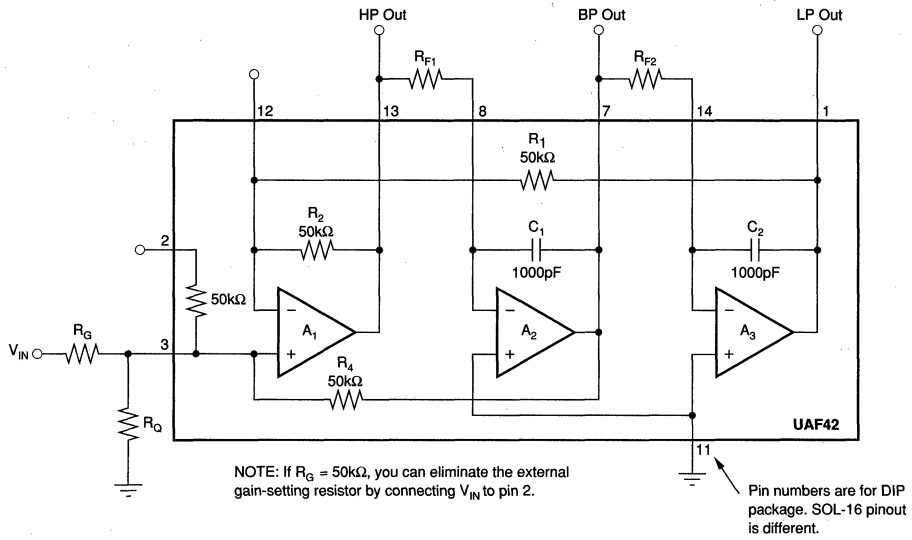 HP Out
BP Out
LP Out
R_F1
R_F2
12
13
8
7
14
1
R_1
50kΩ
R_2
50kΩ
C_1
1000pF
C_2
1000pF
2
50kΩ
R_G
V_IN
3
A_1
A_2
A_3
−
+
−
+
−
+
R_4
50kΩ
R_Q
UAF42
11
NOTE: If R_G = 50kΩ, you can eliminate the external
gain-setting resistor by connecting V_IN to pin 2.
Pin numbers are for DIP
package. SOL-16 pinout
is different.